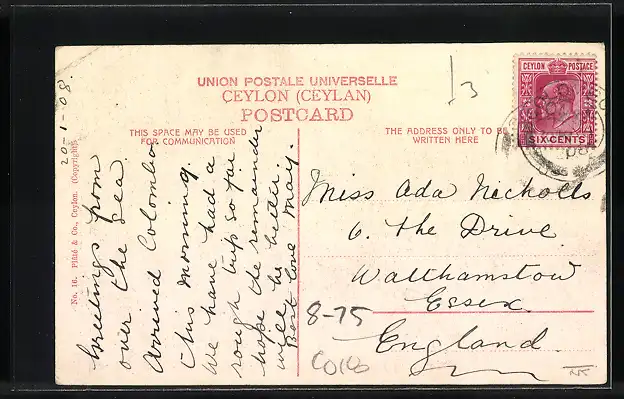 UNION POSTALE UNIVERSELLE
CEYLON (CEYLAN)
POSTCARD
THIS SPACE MAY BE USED
FOR COMMUNICATION
THE ADDRESS ONLY TO BE
WRITTEN HERE
CEYLON POSTAGE
SIX CENTS
13
20-1-08.
No. 16. Plâté & Co., Ceylon. (Copyright).
Greetings from
over the Sea
Arrived Colombo
this morning.
We have had a
rough trip so far
hope the remainder
will be better.
Best love May.
Miss Ada Nicholls
6. The Drive
Walthamstow
Essex.
England.
8-75